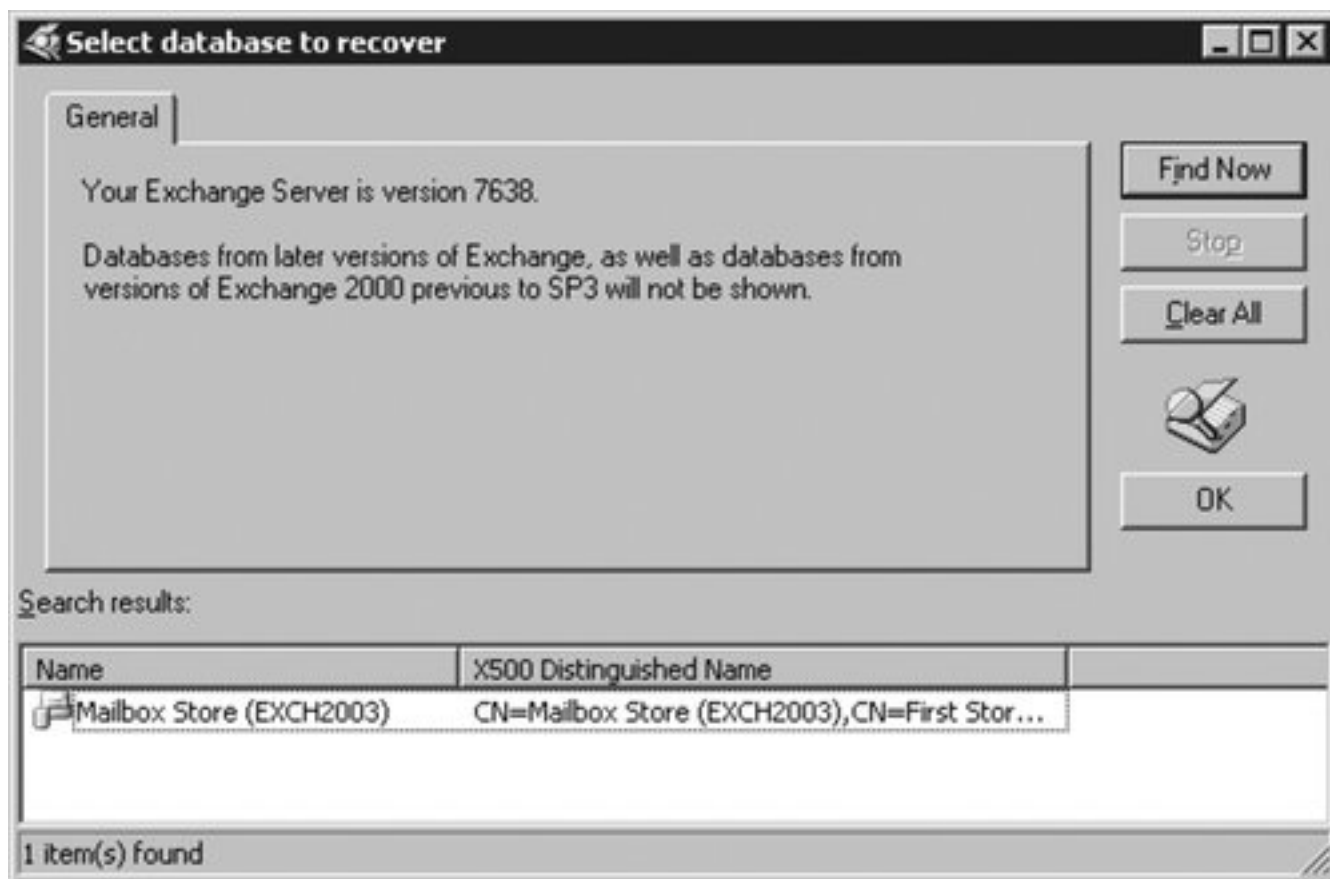 Select database to recover
General
Your Exchange Server is version 7638.
Databases from later versions of Exchange, as well as databases from
versions of Exchange 2000 previous to SP3 will not be shown.
Find Now
Stop
Clear All
OK
Search results:
Name X500 Distinguished Name
Mailbox Store (EXCH2003) CN=Mailbox Store (EXCH2003),CN=First Stor...
1 item(s) found